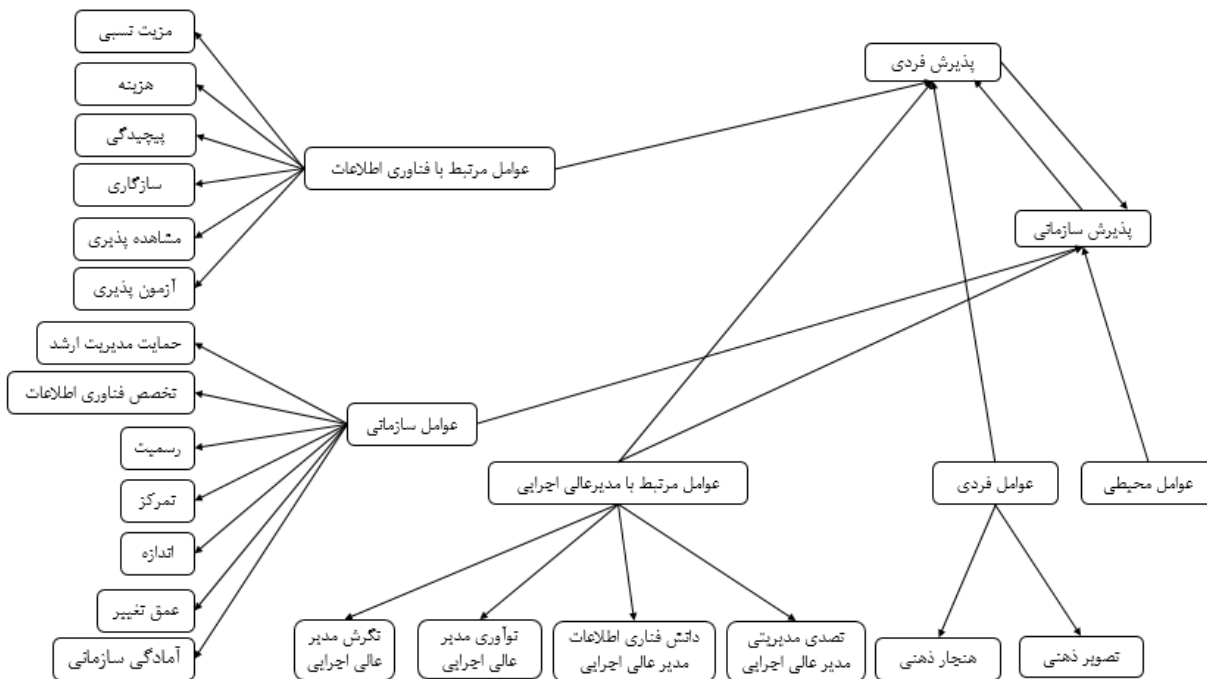 مزیت نسبی
پذیرش فردی
هزینه
پیچیدگی
عوامل مرتبط با فناوری اطلاعات
سازگاری
پذیرش سازمانی
مشاهده پذیری
آزمون پذیری
حمایت مدیریت ارشد
تخصص فناوری اطلاعات
عوامل سازمانی
رسمیت
عوامل مرتبط با مدیرعالی اجرایی
عوامل فردی
عوامل محیطی
تمرکز
اندازه
عمق تغییر
آمادگی سازمانی
نگرش مدیر
عالی اجرایی
نوآوری مدیر
عالی اجرایی
دانش فناری اطلاعات
مدیر عالی اجرایی
تصدی مدیریتی
مدیر عالی اجرایی
هنجار ذهنی
تصویر ذهنی